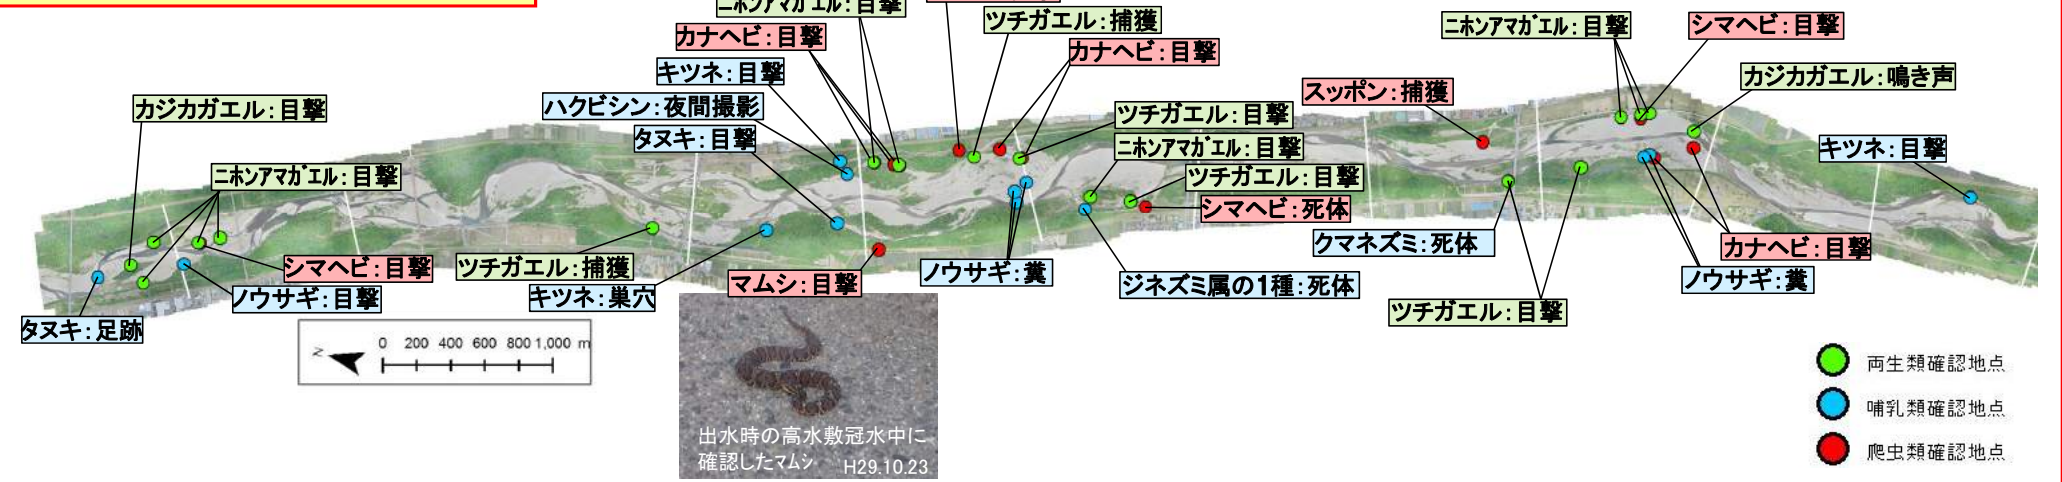 ニホンアマガエル：目撃
ツチガエル：捕獲
カナヘビ：目撃
カナヘビ：目撃
キツネ：目撃
ハクビシン：夜間撮影
タヌキ：目撃
カジカガエル：目撃
ニホンアマガエル：目撃
ニホンアマガエル：目撃
シマヘビ：目撃
カジカガエル：鳴き声
スッポン：捕獲
キツネ：目撃
ツチガエル：目撃
ニホンアマガエル：目撃
ツチガエル：目撃
シマヘビ：死体
クマネズミ：死体
カナヘビ：目撃
ノウサギ：糞
シマヘビ：目撃
ノウサギ：目撃
ツチガエル：捕獲
キツネ：巣穴
マムシ：目撃
ノウサギ：糞
ジネズミ属の1種：死体
ツチガエル：目撃
タヌキ：足跡
N
0 200 400 600 800 1,000 m
出水時の高水敷冠水中に
確認したマムシ H29.10.23
両生類確認地点
哺乳類確認地点
爬虫類確認地点